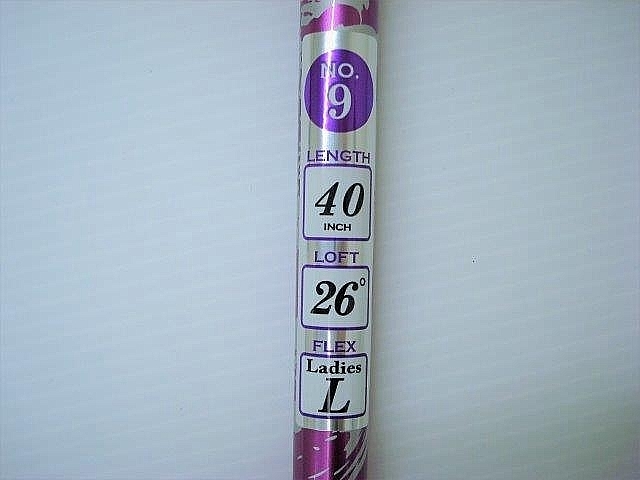 NO.
9
LENGTH
40
INCH
LOFT
26°
FLEX
Ladies
L